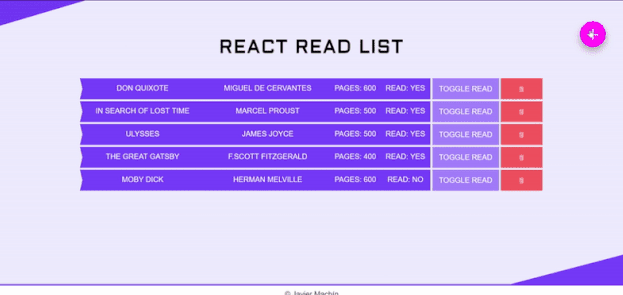 REACT READ LIST
DON QUIXOTE MIGUEL DE CERVANTES PAGES: 600 READ: YES TOGGLE READ
IN SEARCH OF LOST TIME MARCEL PROUST PAGES: 500 READ: YES TOGGLE READ
ULYSSES JAMES JOYCE PAGES: 500 READ: YES TOGGLE READ
THE GREAT GATSBY F.SCOTT FITZGERALD PAGES: 400 READ: YES TOGGLE READ
MOBY DICK HERMAN MELVILLE PAGES: 600 READ: NO TOGGLE READ
© Javier Machin